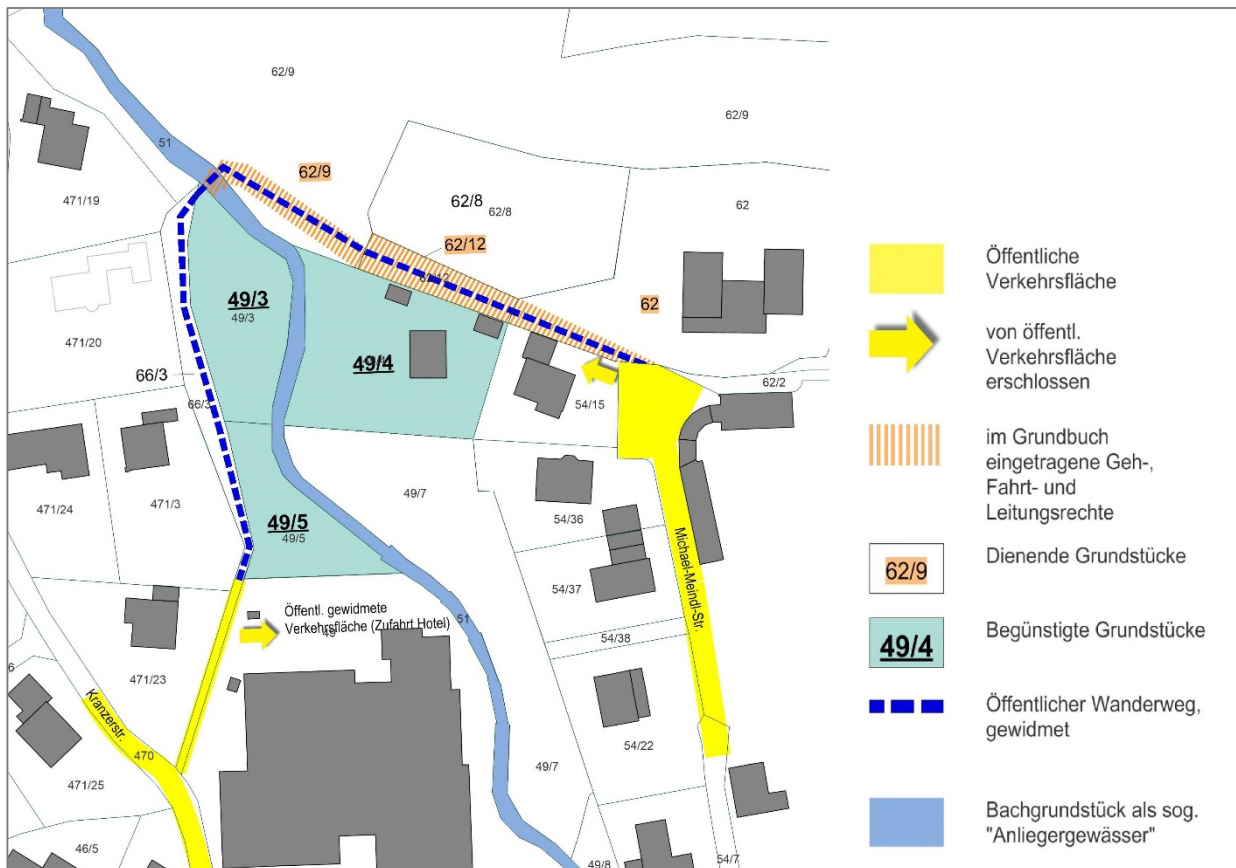 62/9
62/9
51
62/9
471/19
62/8
62/8
62
62/12
62/12
49/3
49/3
62
471/20
49/4
66/3
66/3
54/15
62/2
471/24
471/3
49/7
54/36
49/5
49/5
54/37
Michael-Meindl-Str.
Öffentl. gewidmete
Verkehrsfläche (Zufahrt Hotel)
49
51
54/38
6
471/23
Kranzerstr.
470
54/22
471/25
49/7
46/5
49/8
54/7
Öffentliche
Verkehrsfläche
von öffentl.
Verkehrsfläche
erschlossen
im Grundbuch
eingetragene Geh-,
Fahrt- und
Leitungsrechte
62/9
Dienende Grundstücke
49/4
Begünstigte Grundstücke
Öffentlicher Wanderweg,
gewidmet
Bachgrundstück als sog.
"Anliegergewässer"